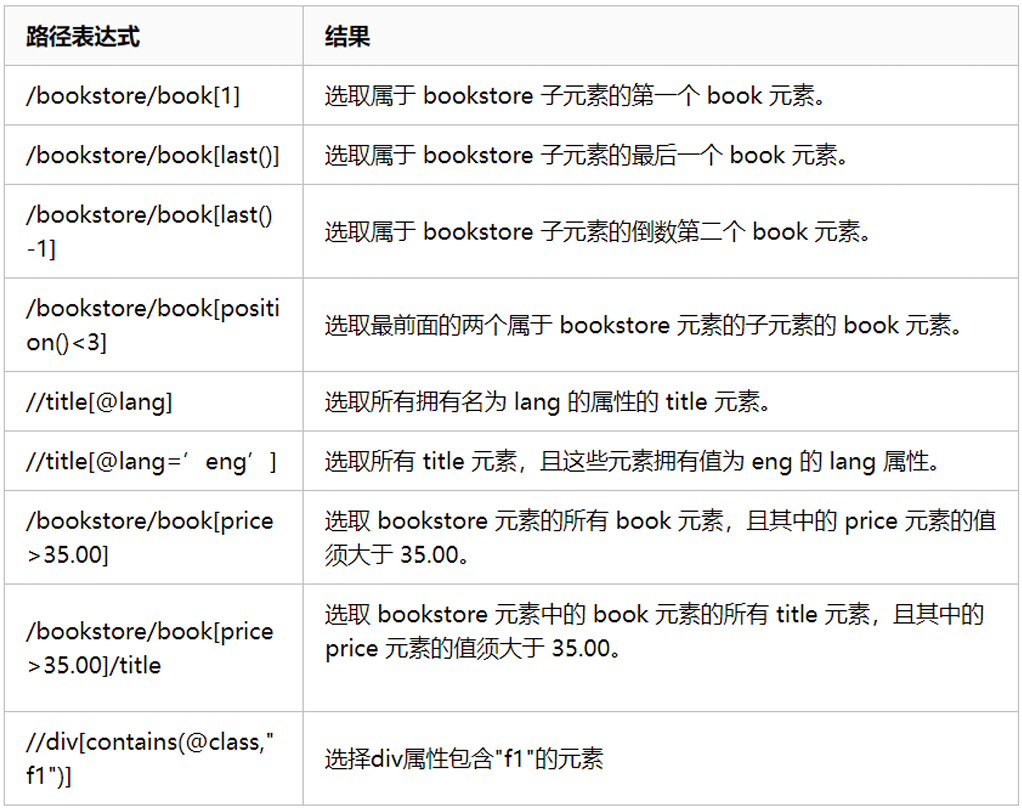 路径表达式
结果
/bookstore/book[1]
选取属于 bookstore 子元素的第一个 book 元素。
/bookstore/book[last()]
选取属于 bookstore 子元素的最后一个 book 元素。
/bookstore/book[last()
-1]
选取属于 bookstore 子元素的倒数第二个 book 元素。
/bookstore/book[positi
on()<3]
选取最前面的两个属于 bookstore 元素的子元素的 book 元素。
//title[@lang]
选取所有拥有名为 lang 的属性的 title 元素。
//title[@lang=’eng’]
选取所有 title 元素，且这些元素拥有值为 eng 的 lang 属性。
/bookstore/book[price
>35.00]
选取 bookstore 元素的所有 book 元素，且其中的 price 元素的值
须大于 35.00。
/bookstore/book[price
>35.00]/title
选取 bookstore 元素中的 book 元素的所有 title 元素，且其中的
price 元素的值须大于 35.00。
//div[contains(@class,"
f1")]
选择div属性包含"f1"的元素